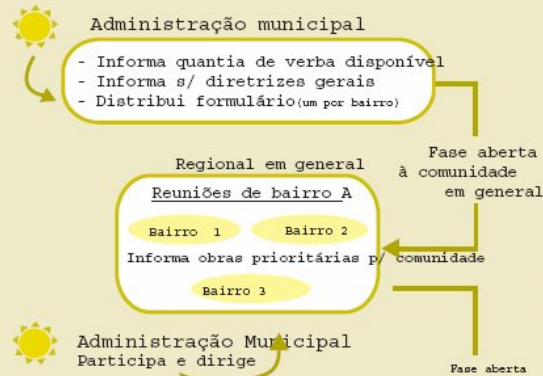 Administração municipal
- Informa quantia de verba disponível
- Informa s/ diretrizes gerais
- Distribui formulário(um por bairro)
Fase aberta
à comunidade
em general
Regional em general
Reuniões de bairro A
Bairro 1
Bairro 2
Informa obras prioritárias p/ comunidade
Bairro 3
Administração Municipal
Participa e dirige
Fase aberta